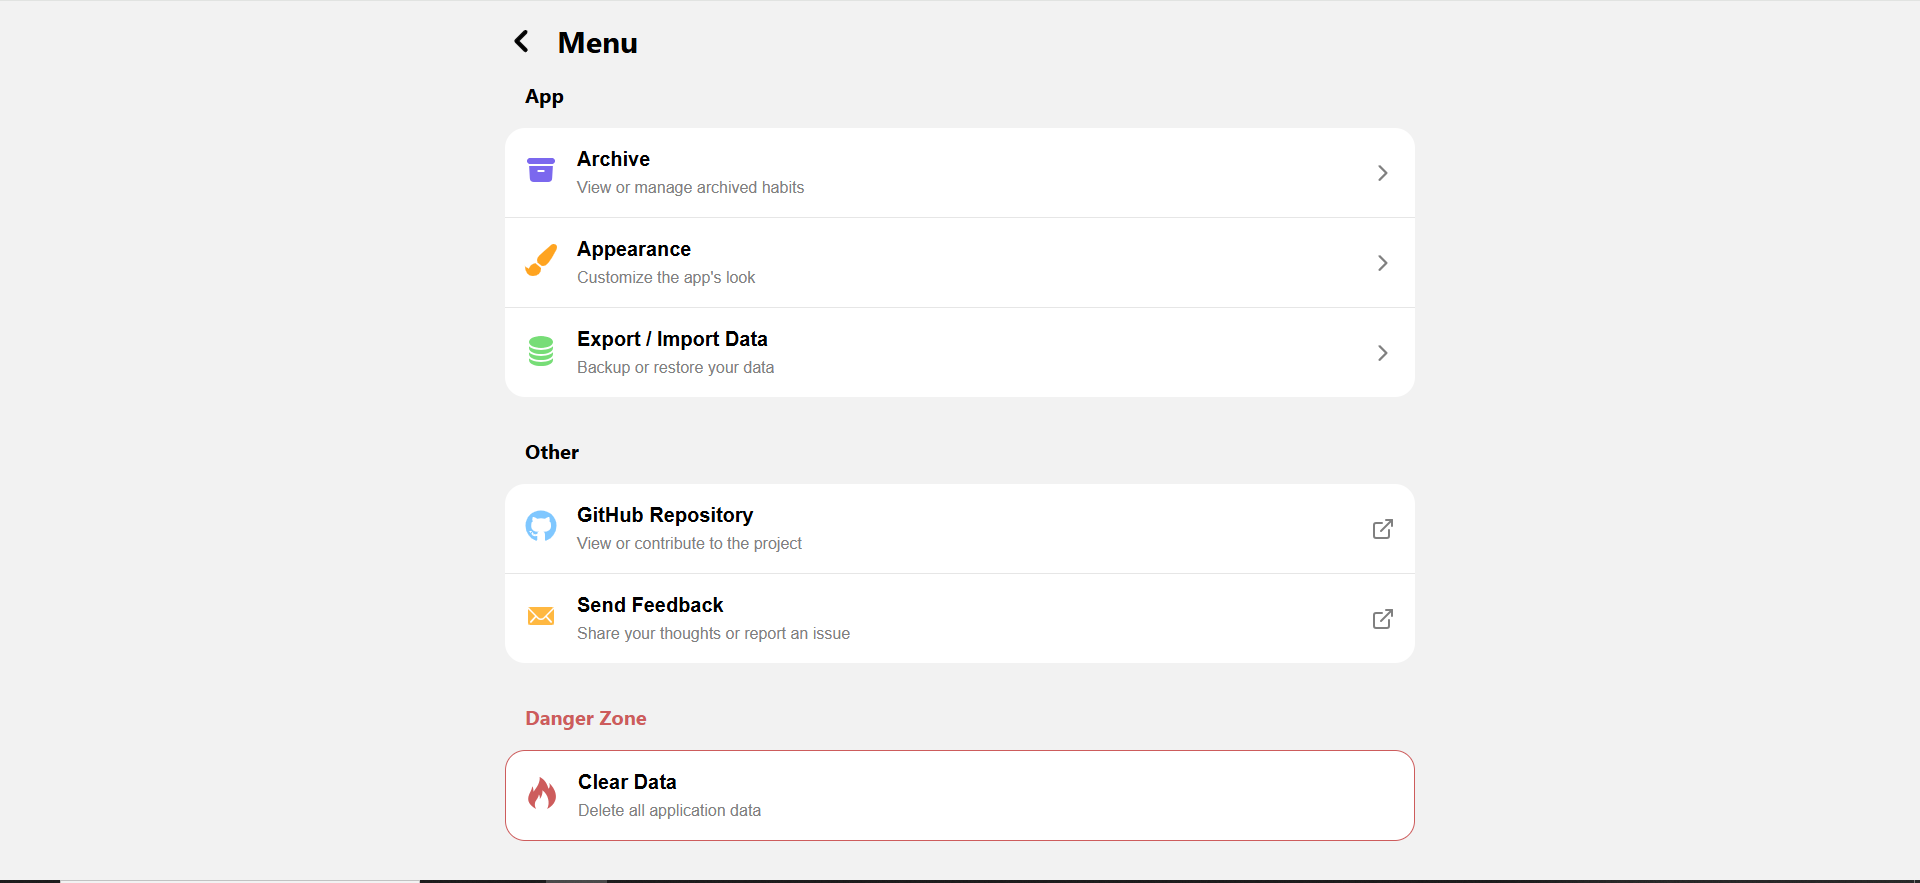 Menu
App
Archive
View or manage archived habits
Appearance
Customize the app's look
Export / Import Data
Backup or restore your data
Other
GitHub Repository
View or contribute to the project
Send Feedback
Share your thoughts or report an issue
Danger Zone
Clear Data
Delete all application data